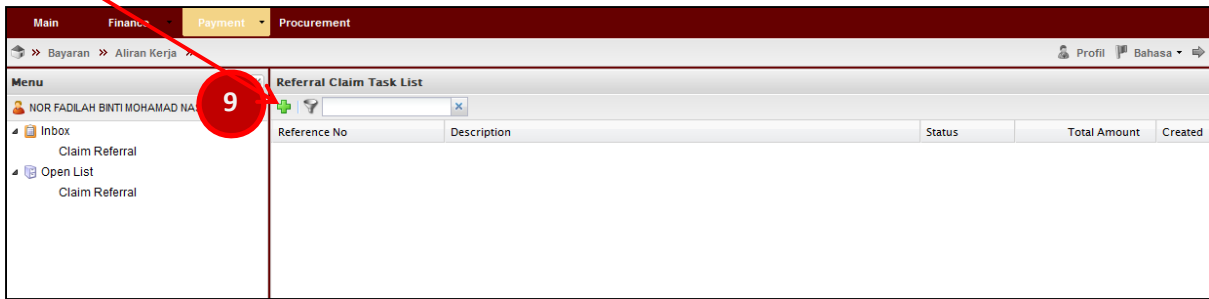 Main Finance Payment Procurement
» Bayaran » Aliran Kerja » Profil Bahasa
Menu Referral Claim Task List
NOR FADILAH BINTI MOHAMAD 9
Reference No Description Status Total Amount Created
Inbox
Claim Referral
Open List
Claim Referral